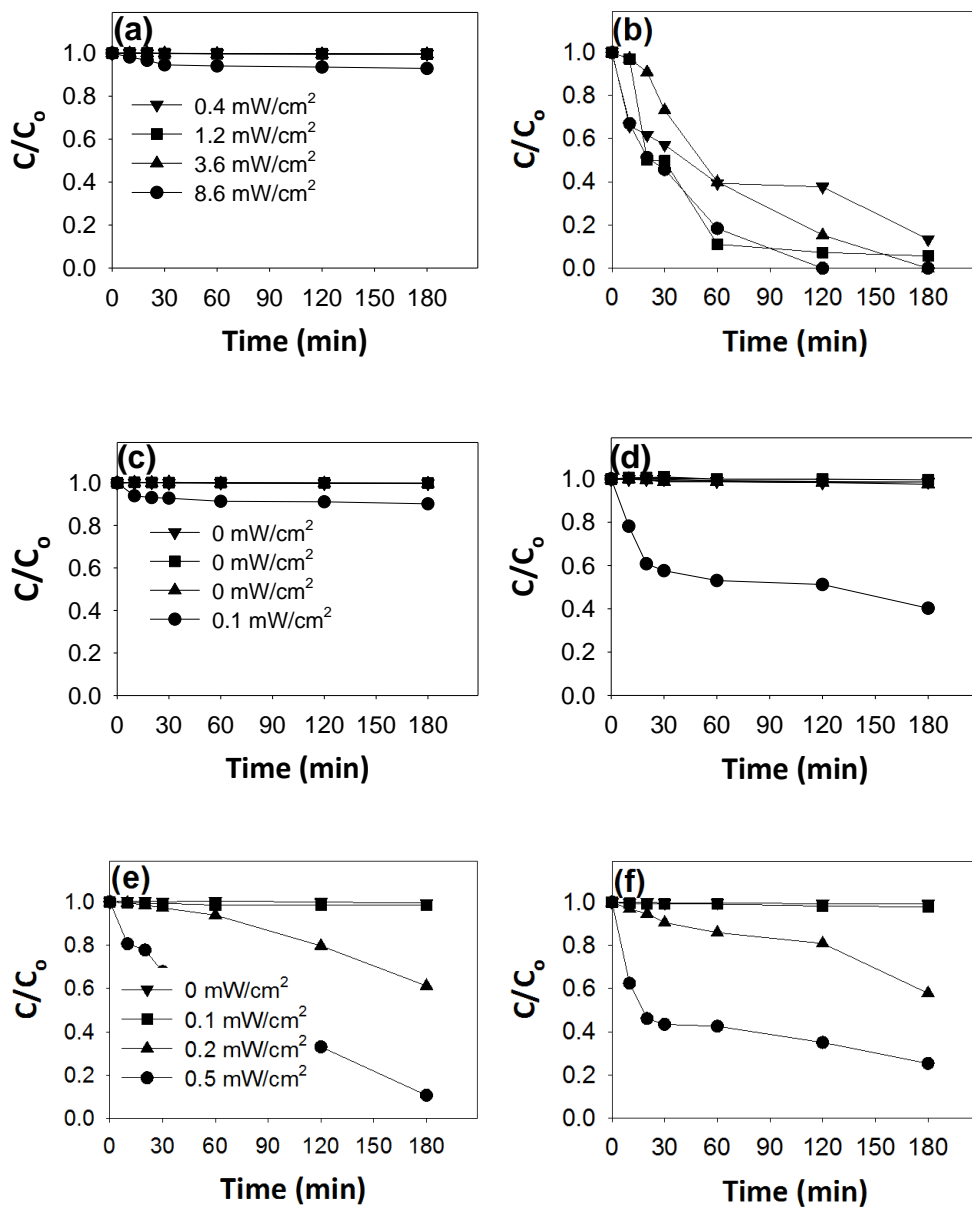 (a)
C/Cₒ
1.0
0.8
0.6
0.4
0.2
0.0
0.4 mW/cm²
1.2 mW/cm²
3.6 mW/cm²
8.6 mW/cm²
0 30 60 90 120 150 180
Time (min)
(b)
C/Cₒ
1.0
0.8
0.6
0.4
0.2
0.0
0 30 60 90 120 150 180
Time (min)
(c)
C/Cₒ
1.0
0.8
0.6
0.4
0.2
0.0
0 mW/cm²
0 mW/cm²
0 mW/cm²
0.1 mW/cm²
0 30 60 90 120 150 180
Time (min)
(d)
C/Cₒ
1.0
0.8
0.6
0.4
0.2
0.0
0 30 60 90 120 150 180
Time (min)
(e)
C/Cₒ
1.0
0.8
0.6
0.4
0.2
0.0
0 mW/cm²
0.1 mW/cm²
0.2 mW/cm²
0.5 mW/cm²
0 30 60 90 120 150 180
Time (min)
(f)
C/Cₒ
1.0
0.8
0.6
0.4
0.2
0.0
0 30 60 90 120 150 180
Time (min)